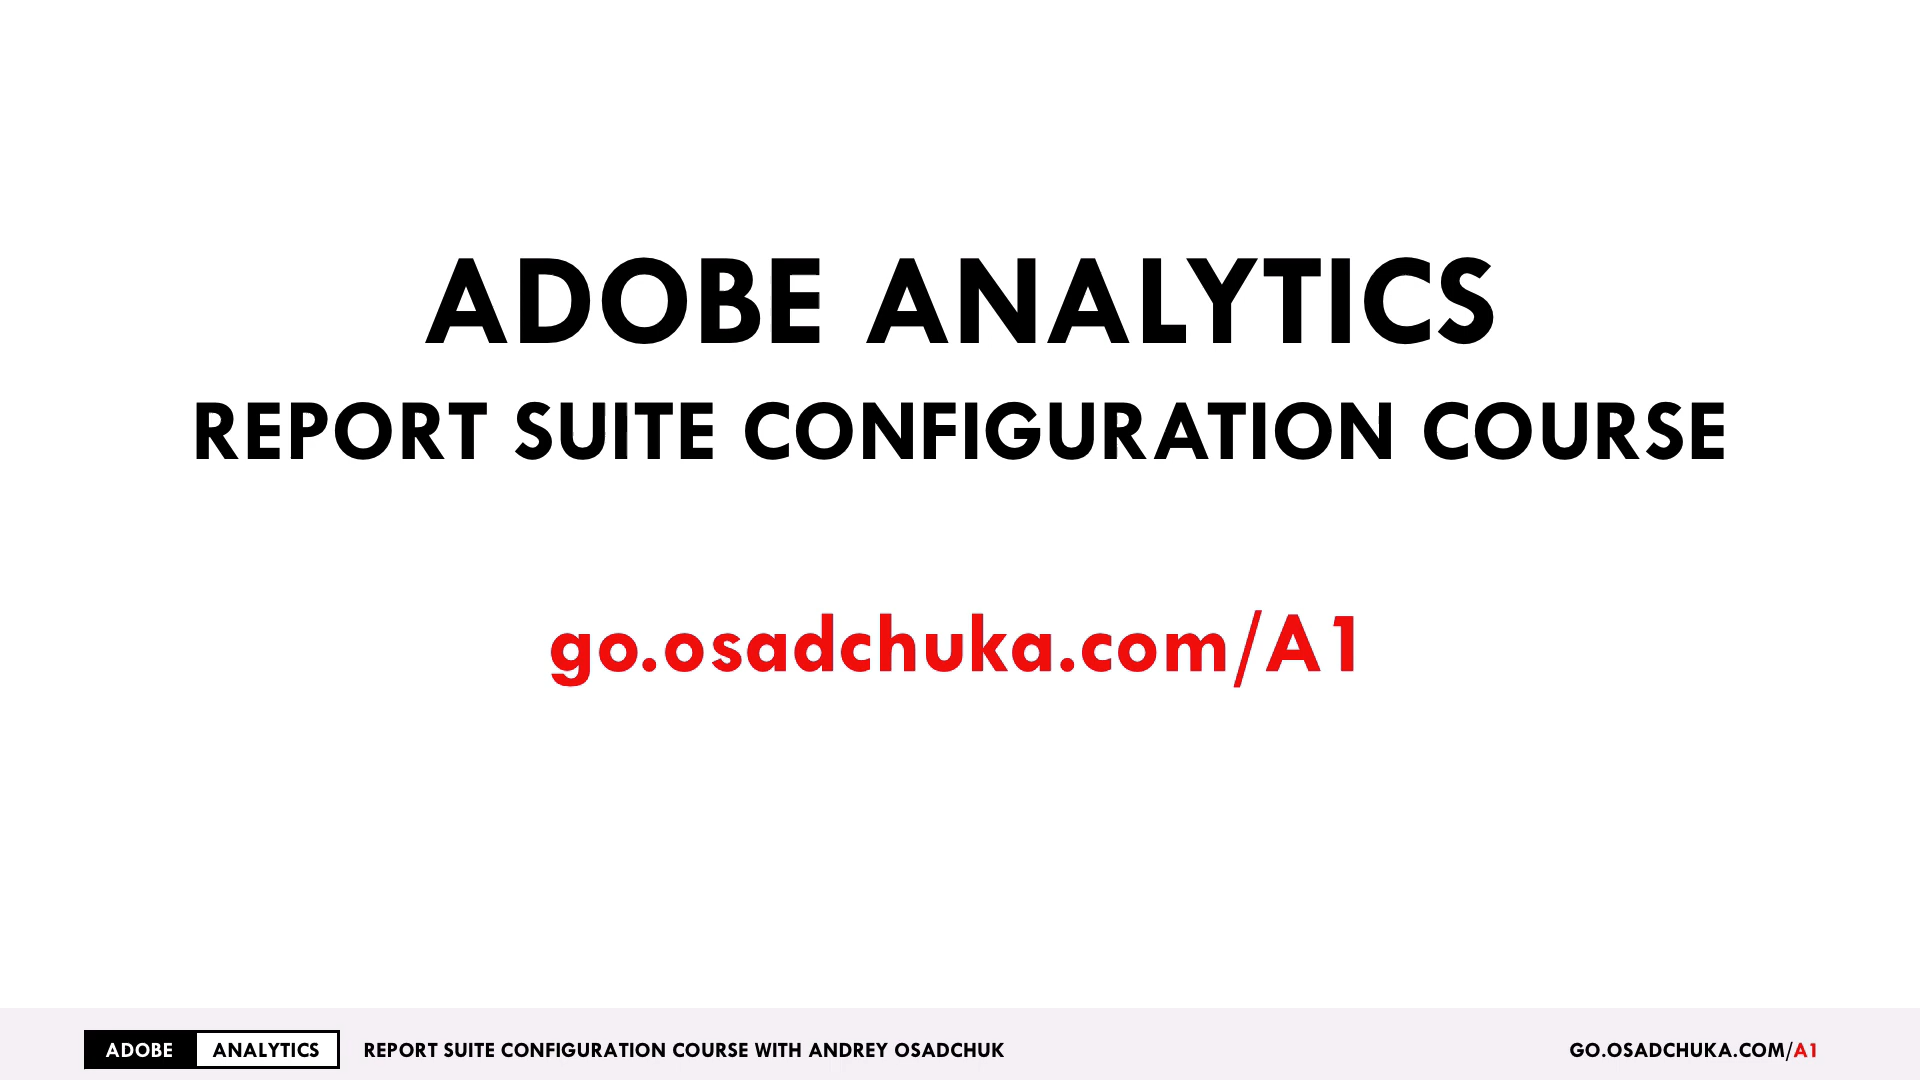 ADOBE ANALYTICS
REPORT SUITE CONFIGURATION COURSE
go.osadchuka.com/A1
ADOBE ANALYTICS REPORT SUITE CONFIGURATION COURSE WITH ANDREY OSADCHUK GO.OSADCHUKA.COM/A1